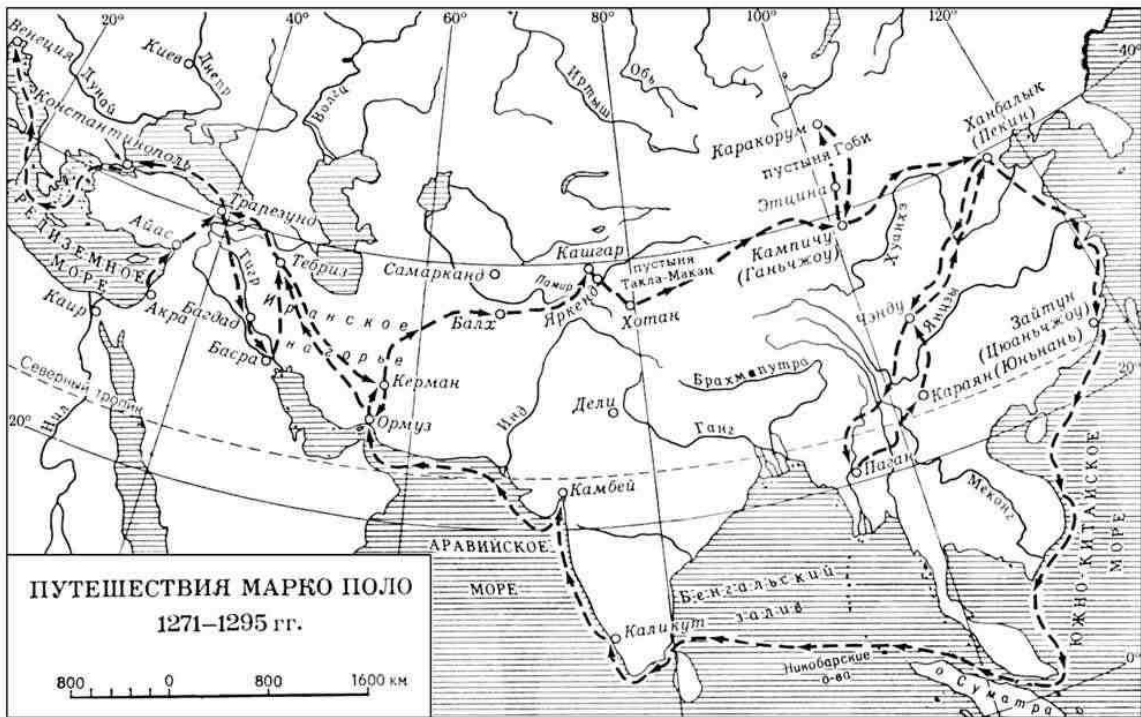 20°
40°
60°
80°
100°
120°
40°
Венеция
Киев
Днепр
Дунай
Волга
Иртыш
Обь
Константинополь
Каракорум
пустыня Гоби
Ханбалык
(Пекин)
Этцина
Хуанхэ
Трапезунд
Айас
СРЕДИЗЕМНОЕ
МОРЕ
Тигр
Тебриз
Самарканд
Кашгар
Памир
пустыня
Такла-Макан
Кампичу
(Ганьчжоу)
Каир
Акра
Багдад
Иранское
нагорье
Балх
Яркенд
Хотан
Чэнду
Янцзы
Зайтун
(Цюаньчжоу)
Басра
Керман
Брахмапутра
Караян (Юньнань)
20°
Северный тропик
Нил
Ормуз
Инд
Дели
Ганг
20°
Паган
Меконг
Камбей
АРАВИЙСКОЕ
МОРЕ
Бенгальский
залив
ЮЖНО-КИТАЙСКОЕ
МОРЕ
Каликут
Никобарские
о-ва
о Суматра
0°
ПУТЕШЕСТВИЯ МАРКО ПОЛО
1271–1295 гг.
800 0 800 1600 км